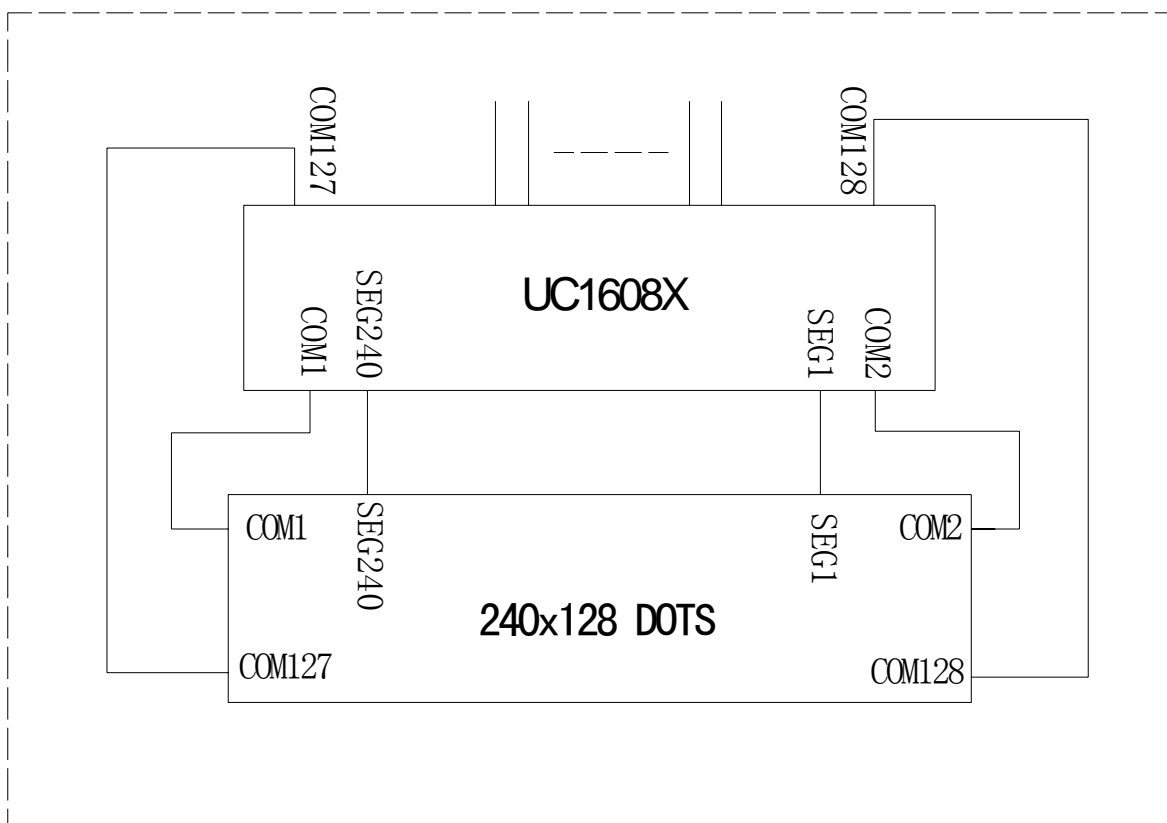 COM127
COM128
UC1608X
COM1
SEG240
SEG1
COM2
COM1
SEG240
SEG1
COM2
240x128 DOTS
COM127
COM128